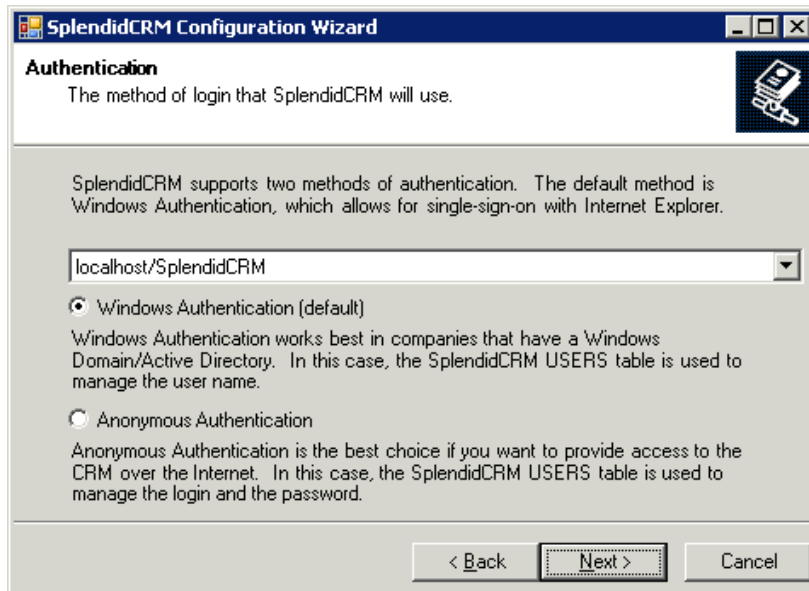 SplendidCRM Configuration Wizard
Authentication
The method of login that SplendidCRM will use.
SplendidCRM supports two methods of authentication. The default method is
Windows Authentication, which allows for single-sign-on with Internet Explorer.
localhost/SplendidCRM
Windows Authentication (default)
Windows Authentication works best in companies that have a Windows
Domain/Active Directory. In this case, the SplendidCRM USERS table is used to
manage the user name.
Anonymous Authentication
Anonymous Authentication is the best choice if you want to provide access to the
CRM over the Internet. In this case, the SplendidCRM USERS table is used to
manage the login and the password.
< Back Next > Cancel